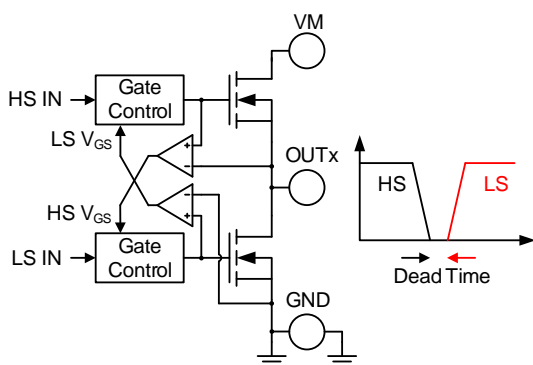 VM
HS IN
Gate
Control
LS VGS
+
-
OUTx
HS
LS
-
+
HS VGS
LS IN
Gate
Control
Dead Time
GND